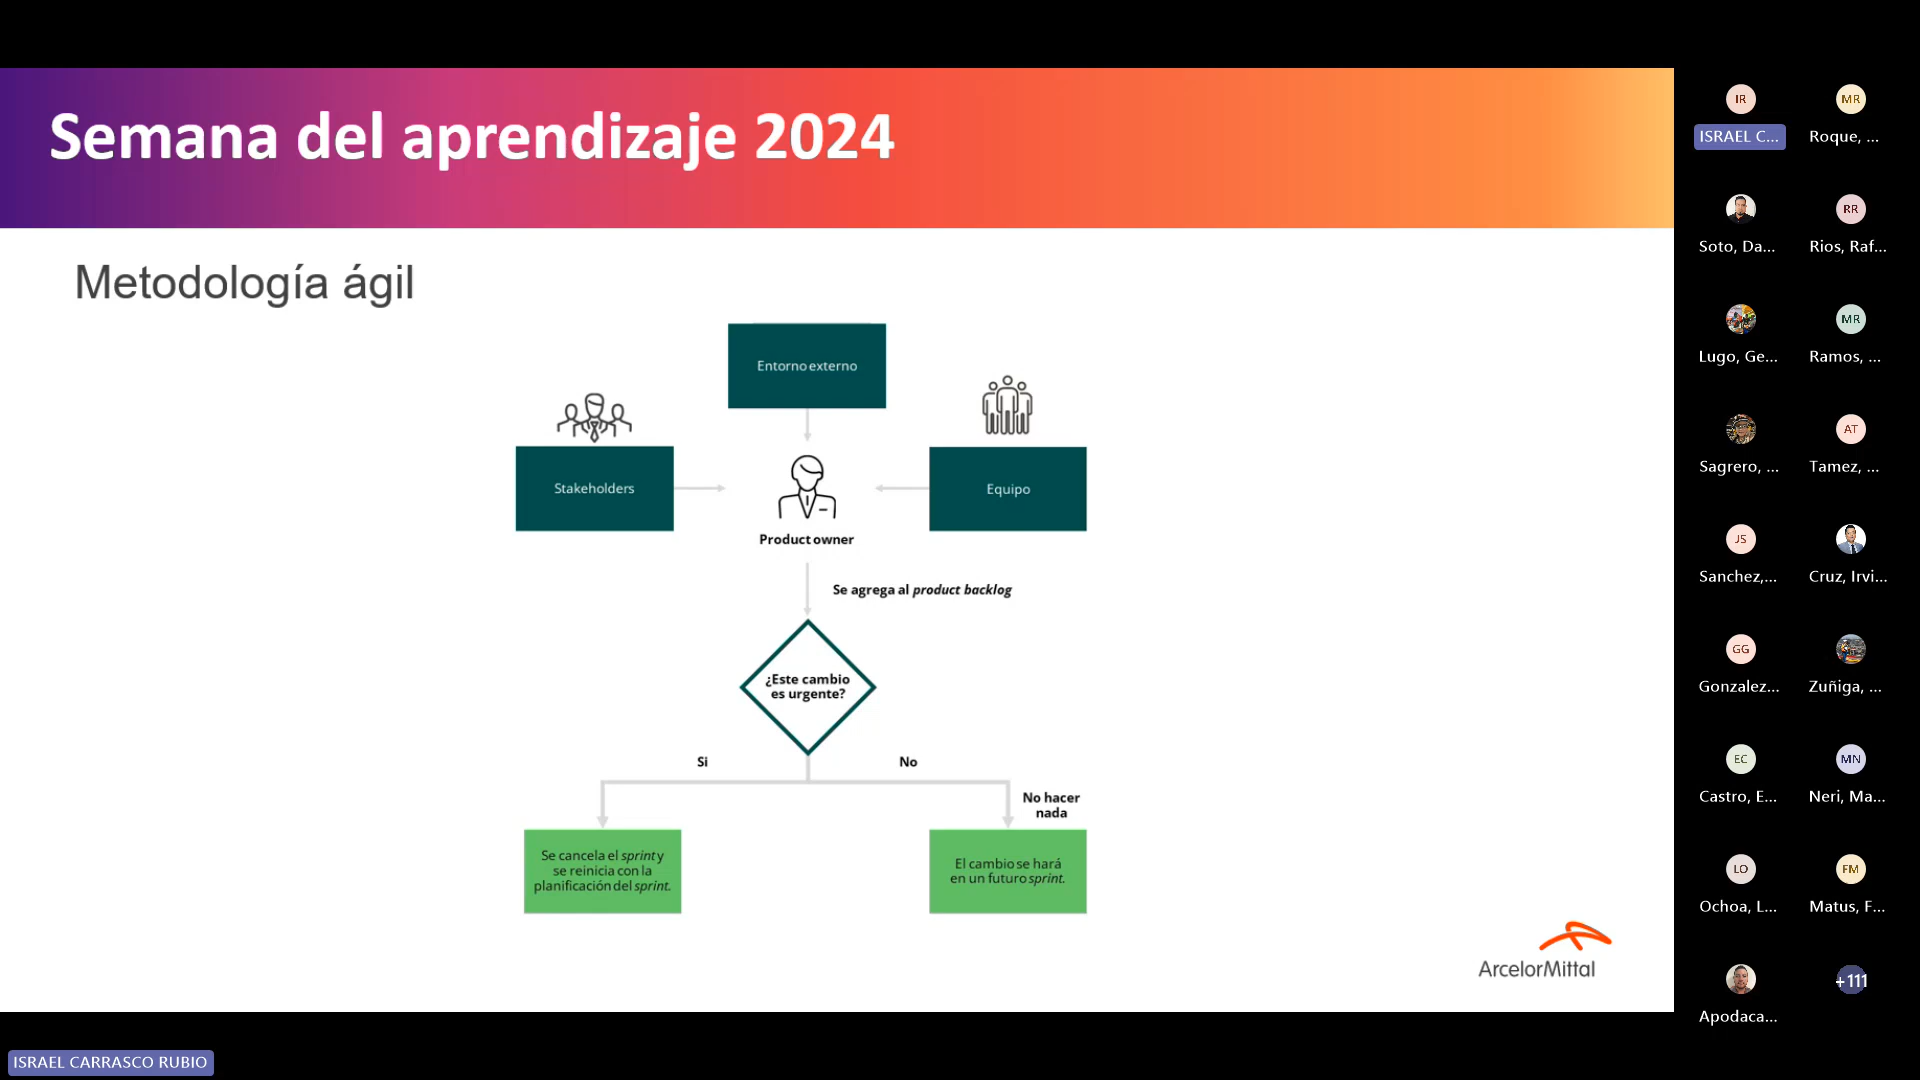 Semana del aprendizaje 2024
Metodología ágil
Entorno externo
Stakeholders
Equipo
Product owner
Se agrega al product backlog
¿Este cambio
es urgente?
Si
No
No hacer
nada
Se cancela el sprint y
se reinicia con la
planificación del sprint.
El cambio se hará
en un futuro sprint.
ArcelorMittal
IR
MR
ISRAEL C...
Roque, ...
RR
Soto, Da...
Rios, Raf...
MR
Lugo, Ge...
Ramos, ...
AT
Sagrero, ...
Tamez, ...
JS
Sanchez,...
Cruz, Irvi...
GG
Gonzalez...
Zuñiga, ...
EC
MN
Castro, E...
Neri, Ma...
LO
FM
Ochoa, L...
Matus, F...
+111
Apodaca...
ISRAEL CARRASCO RUBIO